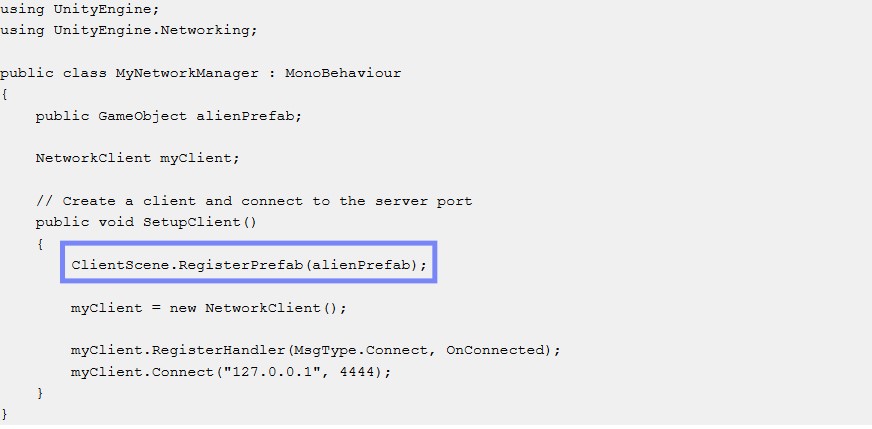 using UnityEngine;
using UnityEngine.Networking;
public class MyNetworkManager : MonoBehaviour
{
public GameObject alienPrefab;
NetworkClient myClient;
// Create a client and connect to the server port
public void SetupClient()
{
ClientScene.RegisterPrefab(alienPrefab);
myClient = new NetworkClient();
myClient.RegisterHandler(MsgType.Connect, OnConnected);
myClient.Connect("127.0.0.1", 4444);
}
}